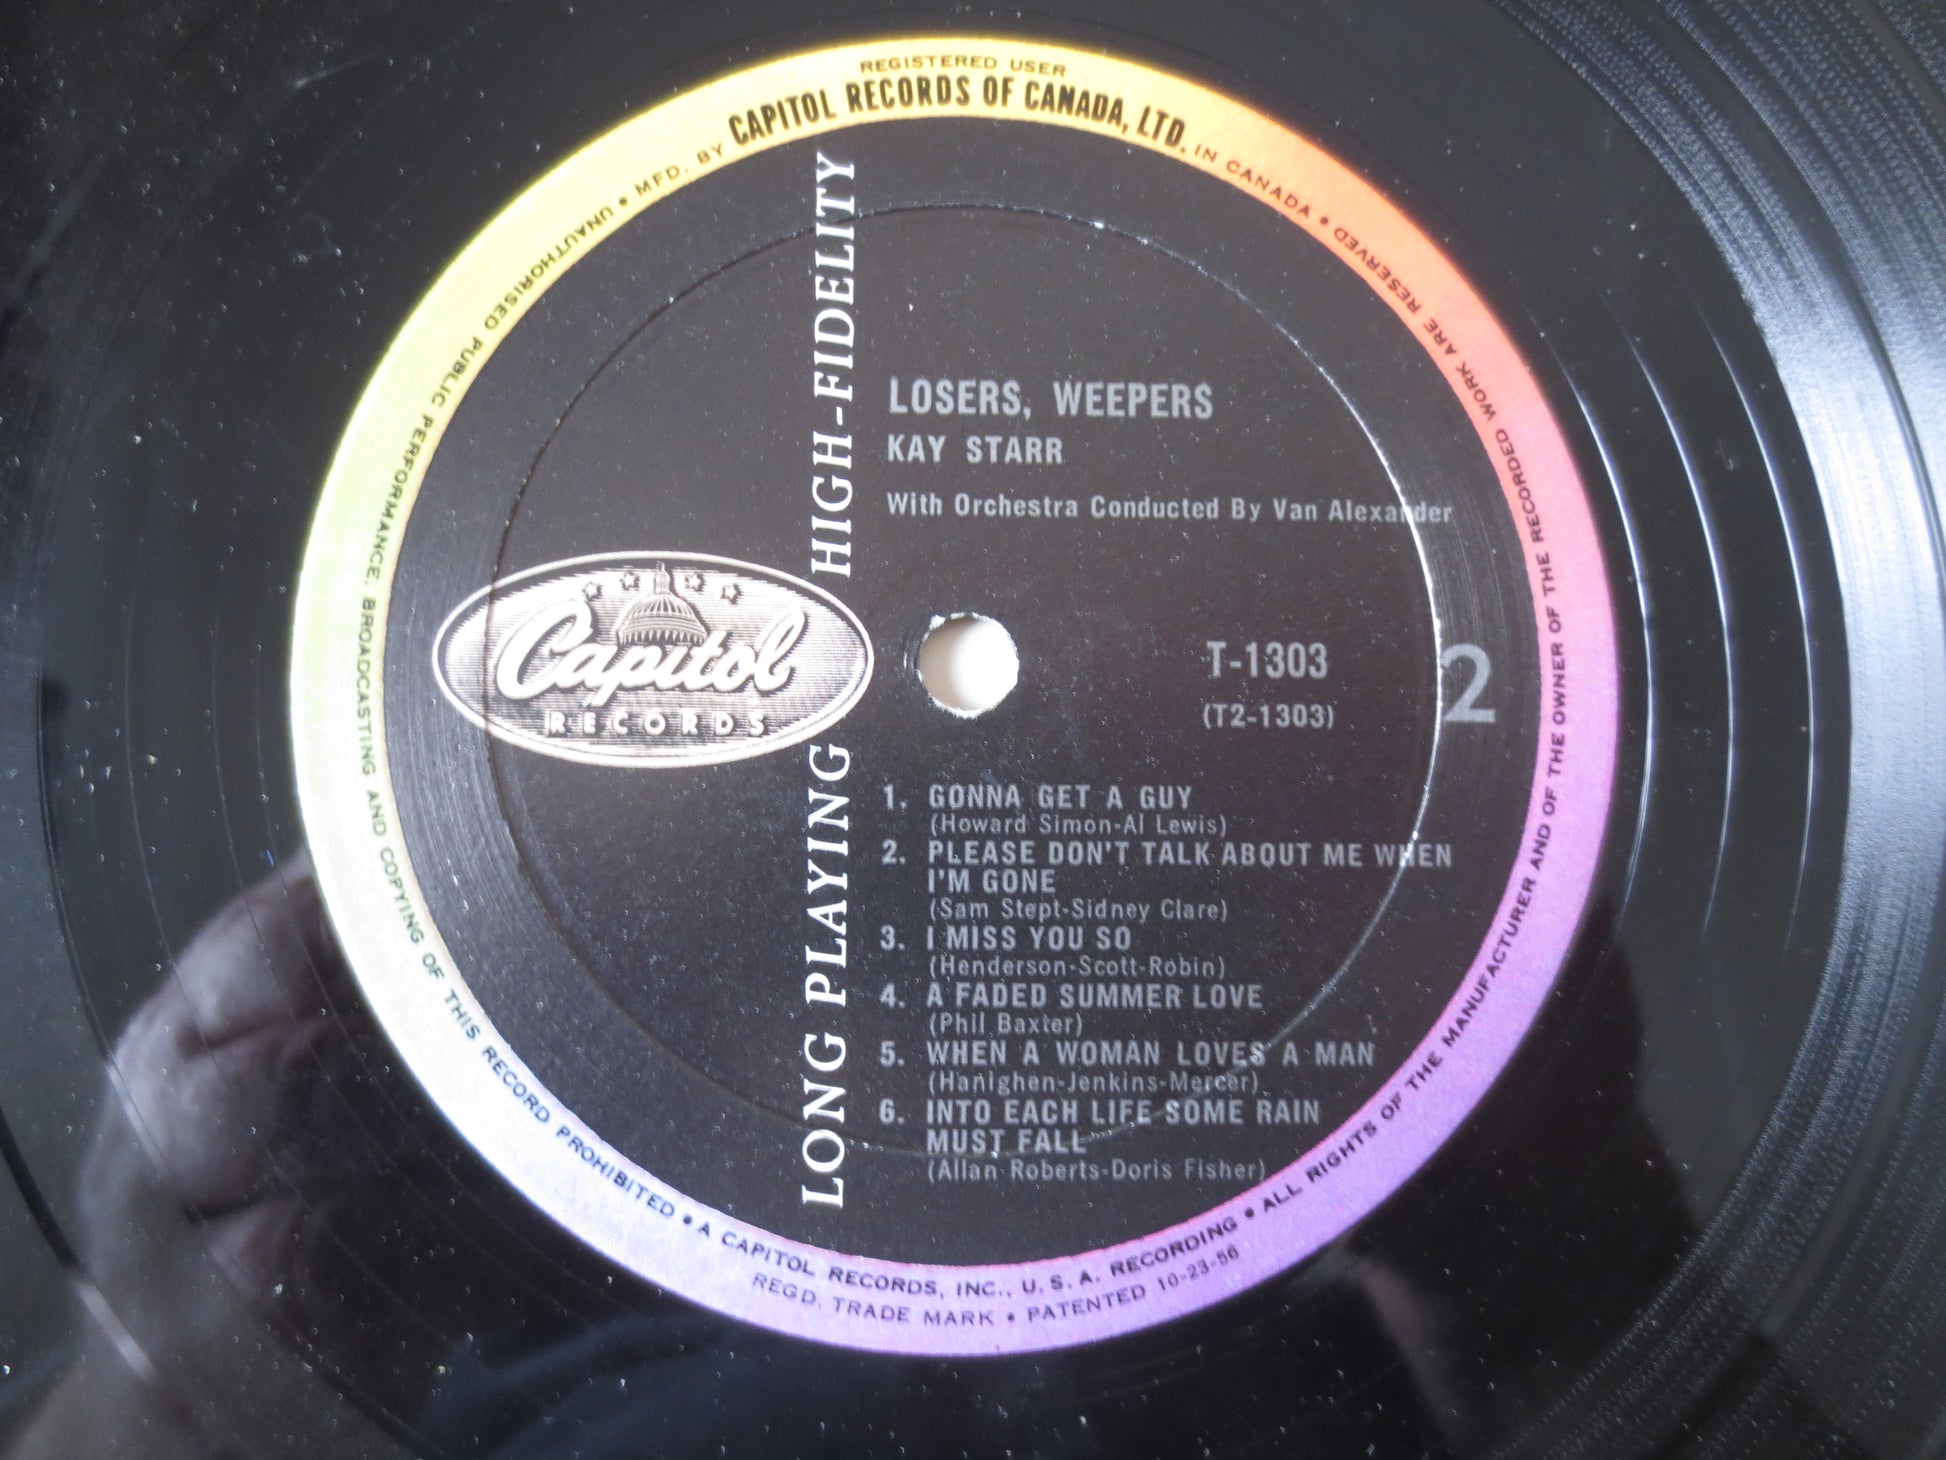 REGISTERED USER
• MFD. BY CAPITOL RECORDS OF CANADA, LTD. IN CANADA •
LONG PLAYING HIGH-FIDELITY
LOSERS, WEEPERS
KAY STARR
With Orchestra Conducted By Van Alexander
Capitol
RECORDS
T-1303
(T2-1303)
2
1. GONNA GET A GUY
(Howard Simon-Al Lewis)
2. PLEASE DON'T TALK ABOUT ME WHEN
I'M GONE
(Sam Stept-Sidney Clare)
3. I MISS YOU SO
(Henderson-Scott-Robin)
4. A FADED SUMMER LOVE
(Phil Baxter)
5. WHEN A WOMAN LOVES A MAN
(Hanighen-Jenkins-Mercer)
6. INTO EACH LIFE SOME RAIN
MUST FALL
(Allan Roberts-Doris Fisher)
UNAUTHORISED PUBLIC PERFORMANCE, BROADCASTING AND COPYING OF THIS RECORD PROHIBITED • A CAPITOL RECORDS, INC., U.S.A. RECORDING • ALL RIGHTS OF THE MANUFACTURER AND OF THE OWNER OF THE RECORDED WORK ARE RESERVED
REGD. TRADE MARK • PATENTED 10-23-56